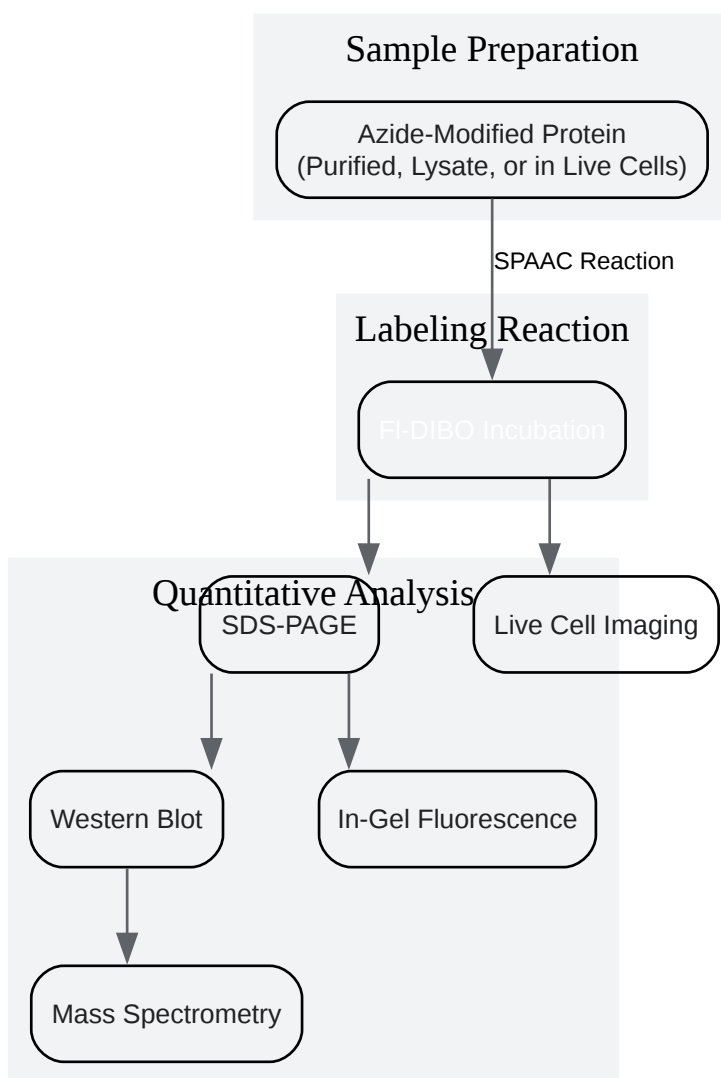 Sample Preparation
Azide-Modified Protein
(Purified, Lysate, or in Live Cells)
SPAAC Reaction
Labeling Reaction
Fl-DIBO Incubation
Quantitative Analysis
SDS-PAGE
Live Cell Imaging
Western Blot
In-Gel Fluorescence
Mass Spectrometry